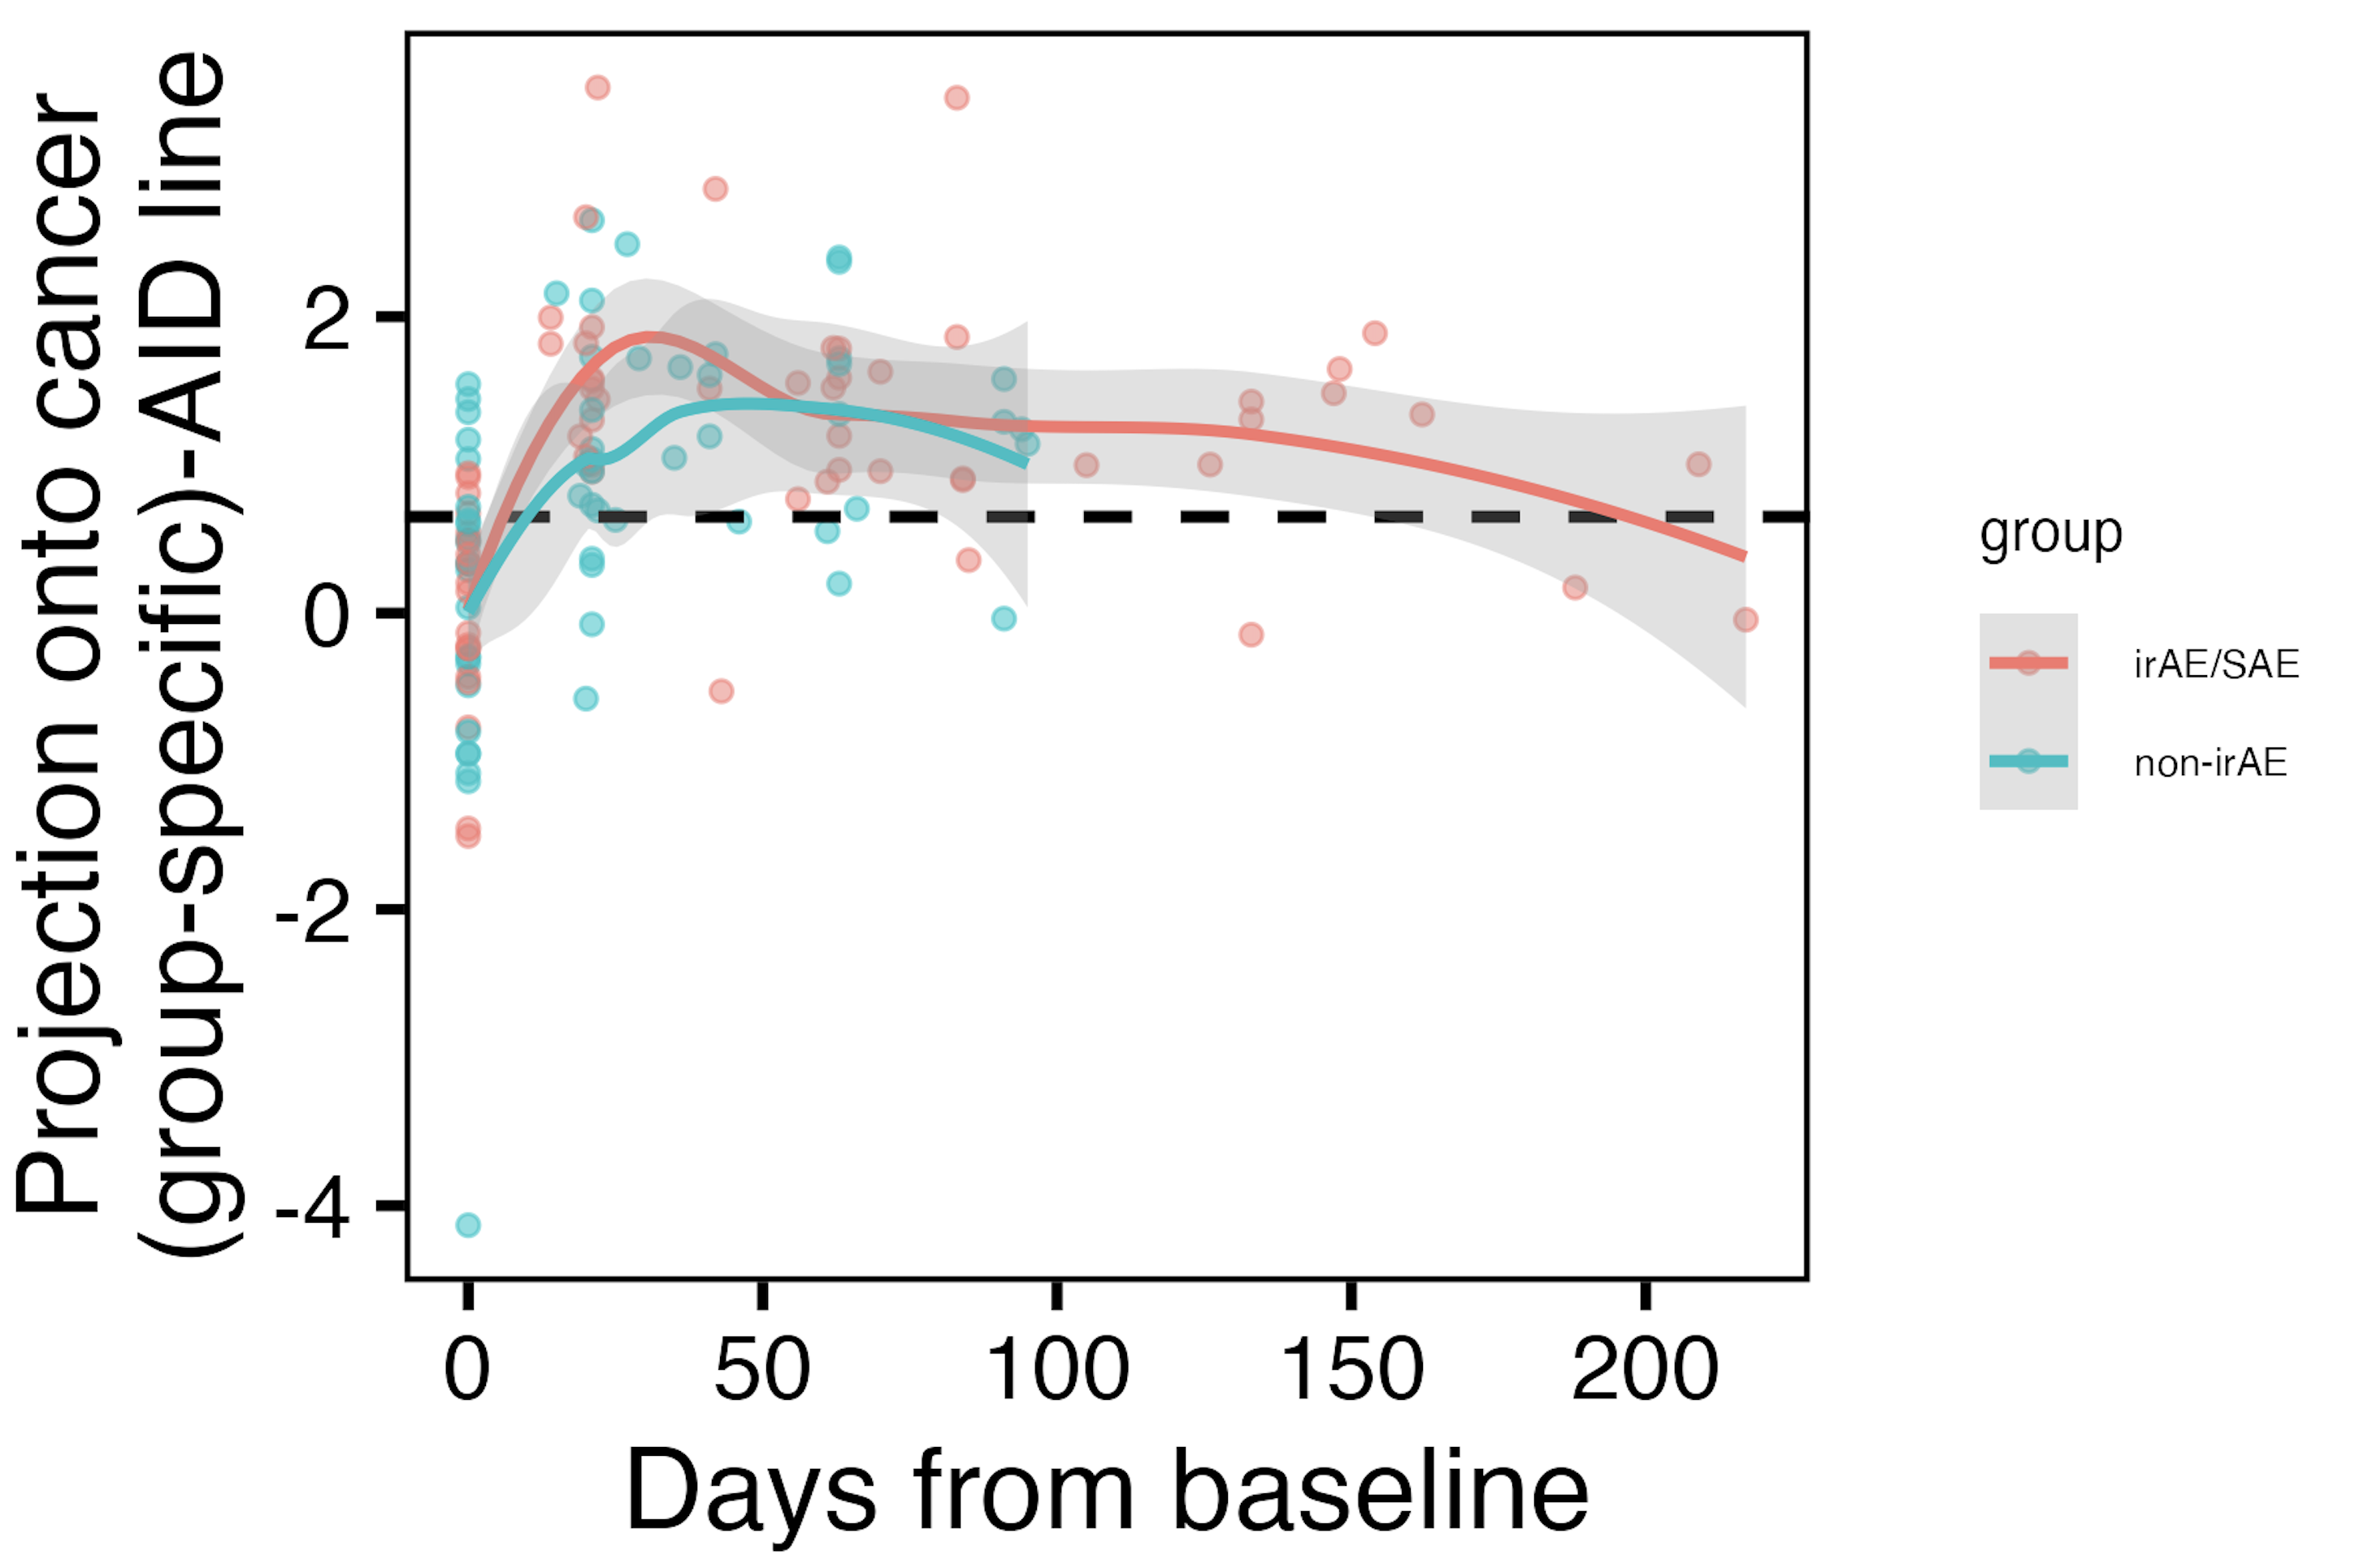 Projection onto cancer
(group-specific)-AID line
2
0
-2
-4
0 50 100 150 200
Days from baseline
group
irAE/SAE
non-irAE